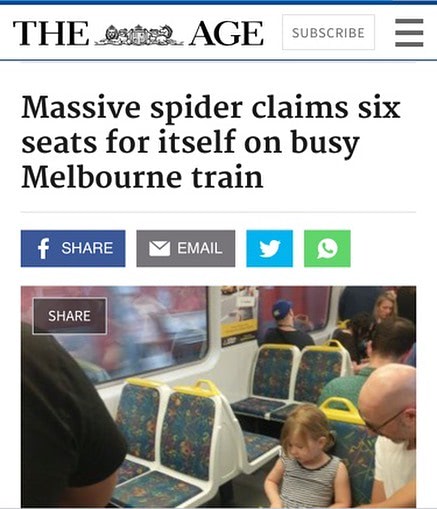 THE AGE
SUBSCRIBE
Massive spider claims six
seats for itself on busy
Melbourne train
f SHARE
EMAIL
SHARE